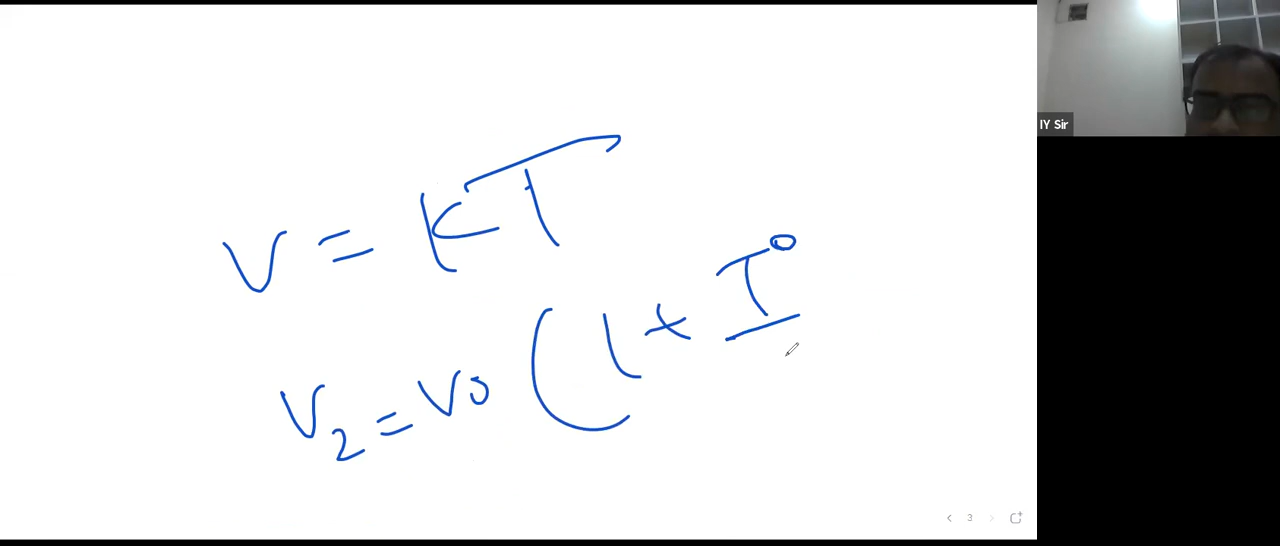 V = KT
V₂ = V₀ ( 1 + T°
IY Sir
3